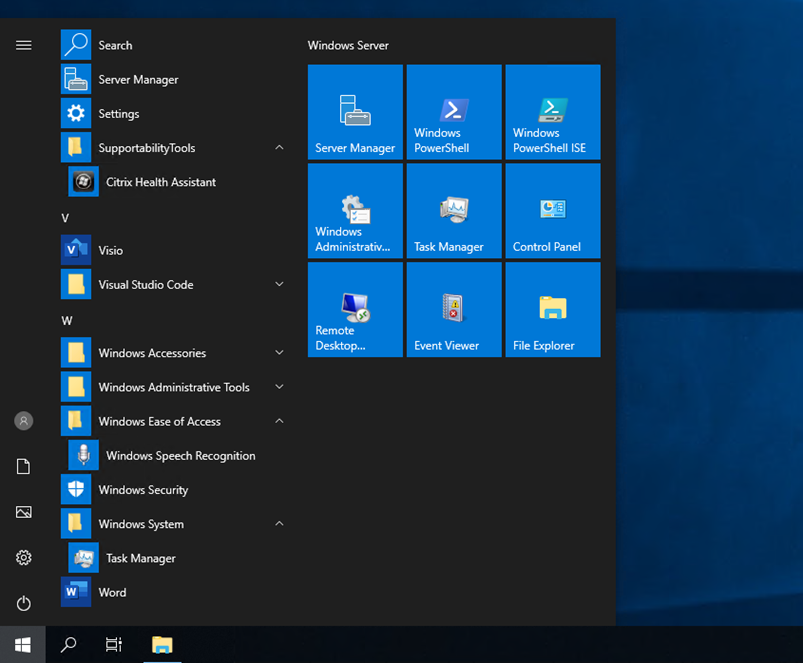 Search
Server Manager
Settings
SupportabilityTools
Citrix Health Assistant
V
Visio
Visual Studio Code
W
Windows Accessories
Windows Administrative Tools
Windows Ease of Access
Windows Speech Recognition
Windows Security
Windows System
Task Manager
Word
Windows Server
Server Manager
Windows
PowerShell
Windows
PowerShell ISE
Windows
Administrativ...
Task Manager
Control Panel
Remote
Desktop...
Event Viewer
File Explorer